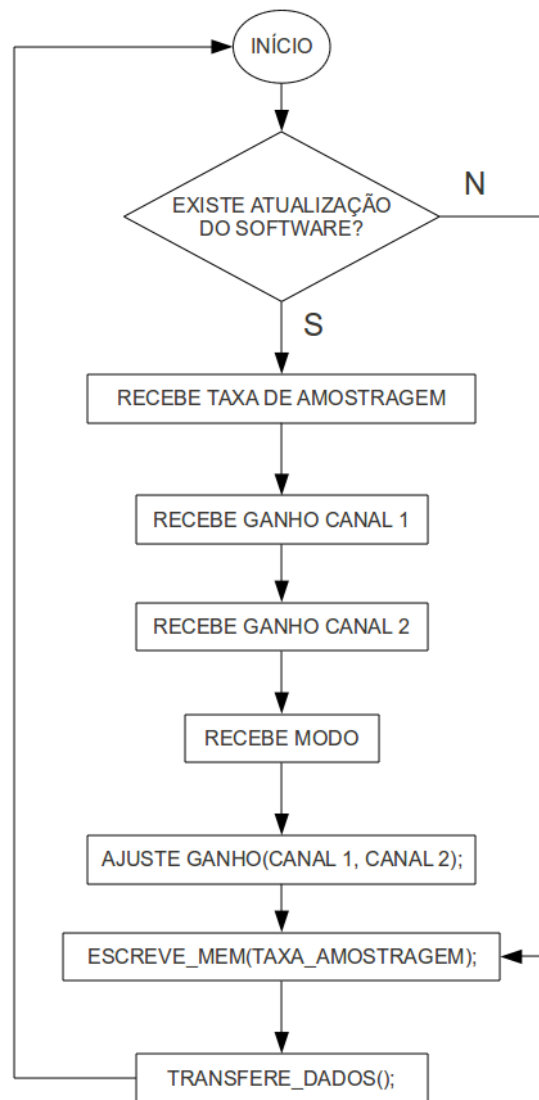 INÍCIO
EXISTE ATUALIZAÇÃO
DO SOFTWARE?
N
S
RECEBE TAXA DE AMOSTRAGEM
RECEBE GANHO CANAL 1
RECEBE GANHO CANAL 2
RECEBE MODO
AJUSTE GANHO(CANAL 1, CANAL 2);
ESCREVE_MEM(TAXA_AMOSTRAGEM);
TRANSFERE_DADOS();